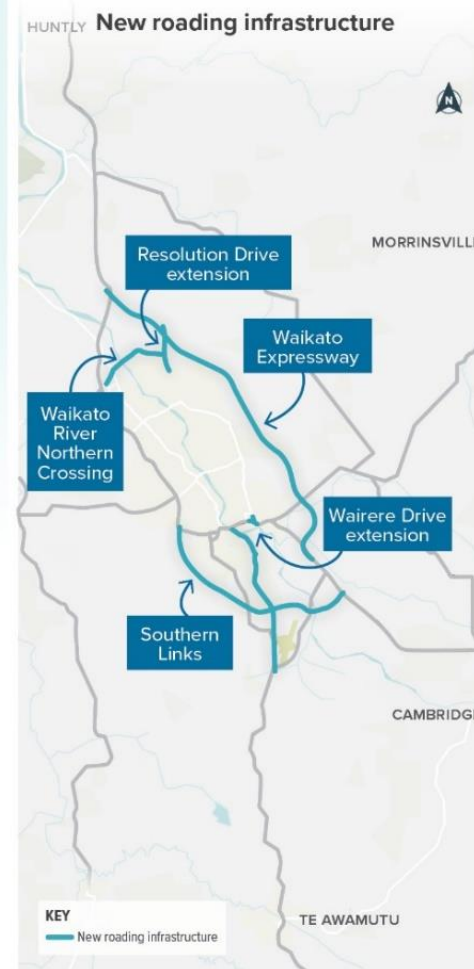 HUNTLY
New roading infrastructure
N
MORRINSVILL
Resolution Drive
extension
Waikato
Expressway
Waikato
River
Northern
Crossing
Wairere Drive
extension
Southern
Links
CAMBRIDG
KEY
New roading infrastructure
TE AWAMUTU